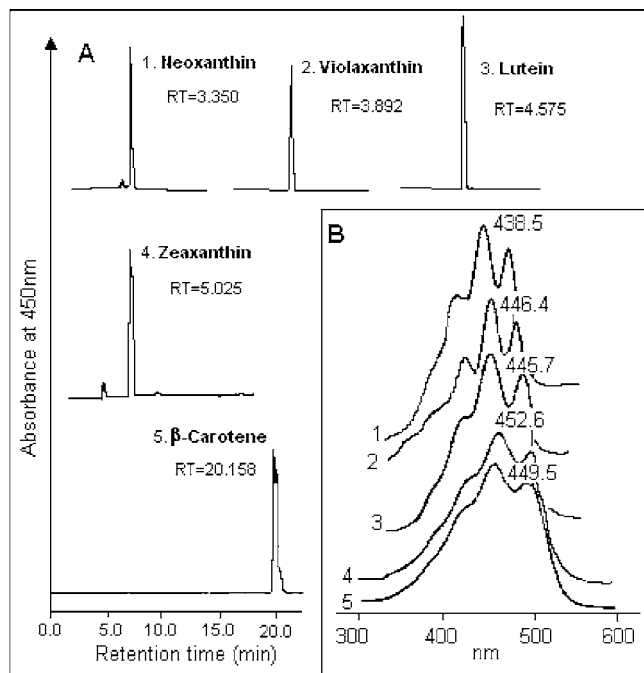 A
1. Neoxanthin
RT=3.350
2. Violaxanthin
RT=3.892
3. Lutein
RT=4.575
4. Zeaxanthin
RT=5.025
5. β-Carotene
RT=20.158
Absorbance at 450nm
0.0 5.0 10.0 15.0 20.0
Retention time (min)
B
438.5
446.4
445.7
452.6
449.5
1
2
3
4
5
300 400 500 600
nm